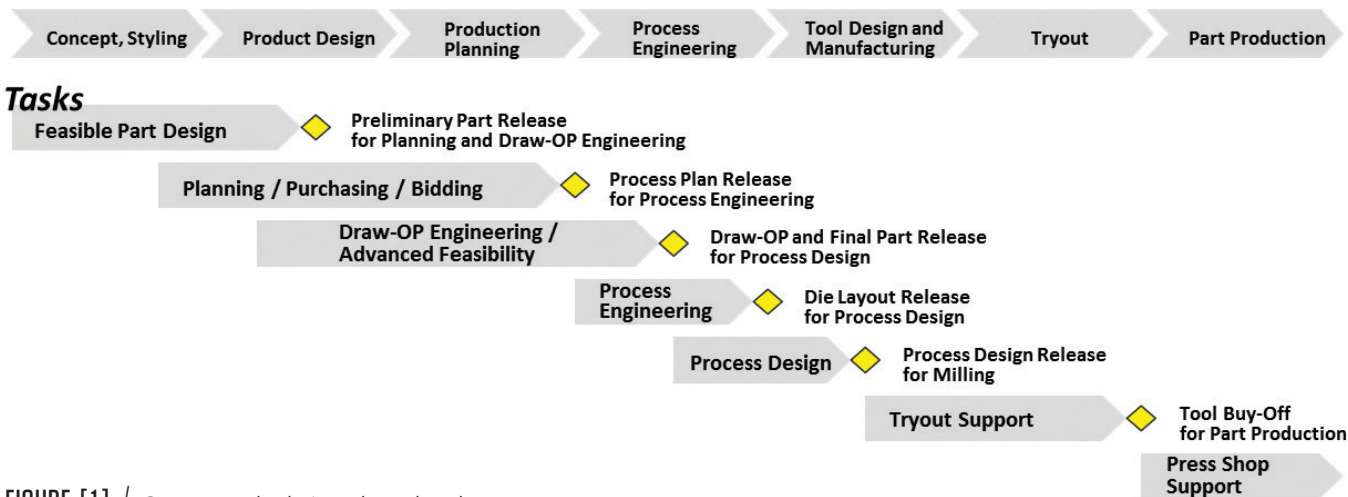 Concept, Styling
Product Design
Production
Planning
Process
Engineering
Tool Design and
Manufacturing
Tryout
Part Production
Tasks
Feasible Part Design
Preliminary Part Release
for Planning and Draw-OP Engineering
Planning / Purchasing / Bidding
Process Plan Release
for Process Engineering
Draw-OP Engineering /
Advanced Feasibility
Draw-OP and Final Part Release
for Process Design
Process
Engineering
Die Layout Release
for Process Design
Process Design
Process Design Release
for Milling
Tryout Support
Tool Buy-Off
for Part Production
Press Shop
Support
FIGURE [1] /